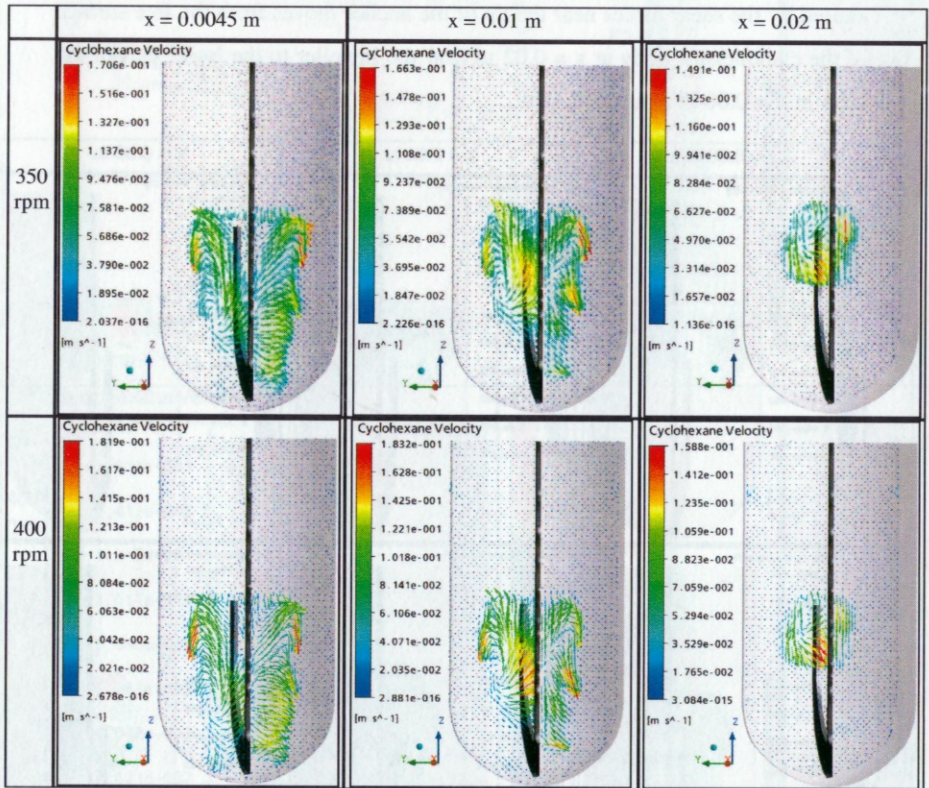 x = 0.0045 m
x = 0.01 m
x = 0.02 m
350
rpm
Cyclohexane Velocity
1.706e-001
1.516e-001
1.327e-001
1.137e-001
9.476e-002
7.581e-002
5.686e-002
3.790e-002
1.895e-002
2.037e-016
[m s^-1]
Z
Y
X
Cyclohexane Velocity
1.663e-001
1.478e-001
1.293e-001
1.108e-001
9.237e-002
7.389e-002
5.542e-002
3.695e-002
1.847e-002
2.226e-016
[m s^-1]
Z
Y
X
Cyclohexane Velocity
1.491e-001
1.325e-001
1.160e-001
9.941e-002
8.284e-002
6.627e-002
4.970e-002
3.314e-002
1.657e-002
1.136e-016
[m s^-1]
Z
Y
X
400
rpm
Cyclohexane Velocity
1.819e-001
1.617e-001
1.415e-001
1.213e-001
1.011e-001
8.084e-002
6.063e-002
4.042e-002
2.021e-002
2.678e-016
[m s^-1]
Z
Y
X
Cyclohexane Velocity
1.832e-001
1.628e-001
1.425e-001
1.221e-001
1.018e-001
8.141e-002
6.106e-002
4.071e-002
2.035e-002
2.881e-016
[m s^-1]
Z
Y
X
Cyclohexane Velocity
1.588e-001
1.412e-001
1.235e-001
1.059e-001
8.823e-002
7.059e-002
5.294e-002
3.529e-002
1.765e-002
3.084e-015
[m s^-1]
Z
Y
X